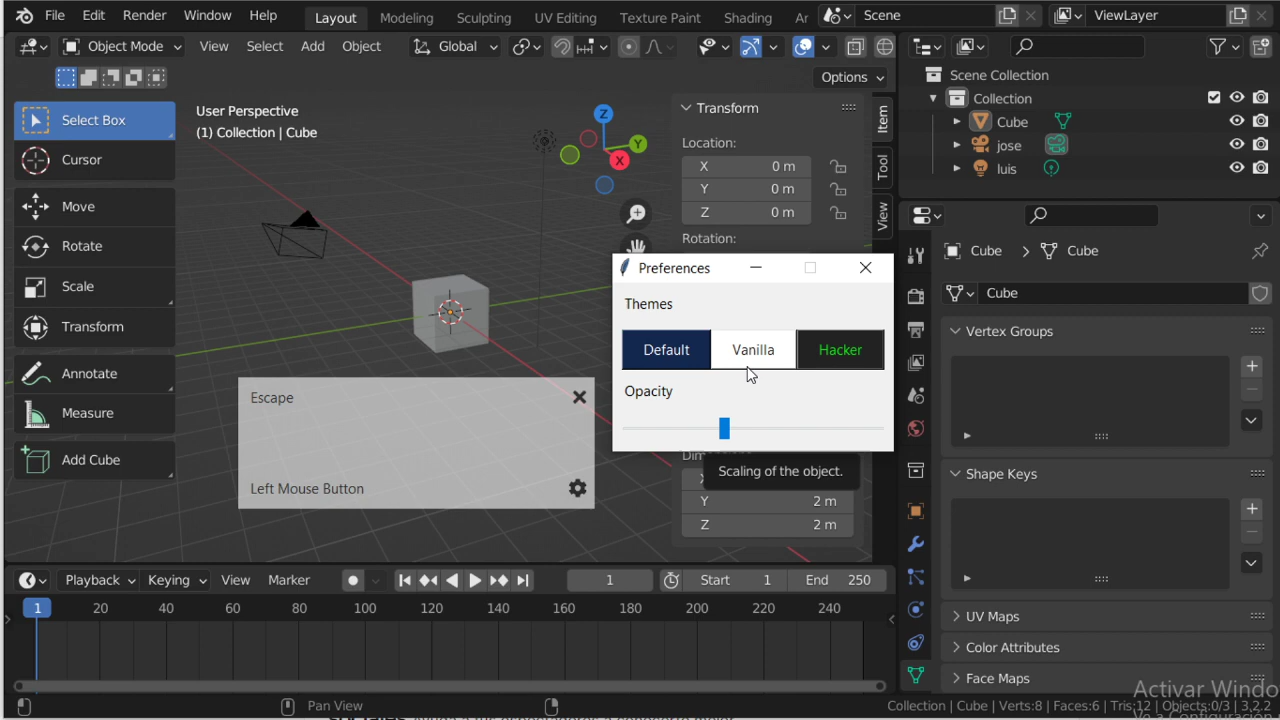 File Edit Render Window Help Layout Modeling Sculpting UV Editing Texture Paint Shading Scene ViewLayer
Object Mode View Select Add Object Global
Options
Select Box
Cursor
Move
Rotate
Scale
Transform
Annotate
Measure
Add Cube
User Perspective
(1) Collection | Cube
Z
Y
X
Transform
Location:
X 0 m
Y 0 m
Z 0 m
Rotation:
Item
Tool
View
Preferences
Themes
Default Vanilla Hacker
Opacity
Scaling of the object.
Y 2 m
Z 2 m
Escape
Left Mouse Button
Scene Collection
Collection
Cube
jose
luis
Cube > Cube
Cube
Vertex Groups
Shape Keys
UV Maps
Color Attributes
Face Maps
Playback Keying View Marker 1 Start 1 End 250
1 20 40 60 80 100 120 140 160 180 200 220 240
Pan View
Activar Windo
Collection | Cube | Verts:8 | Faces:6 | Tris:12 | Objects:0/3 | 3.2.2